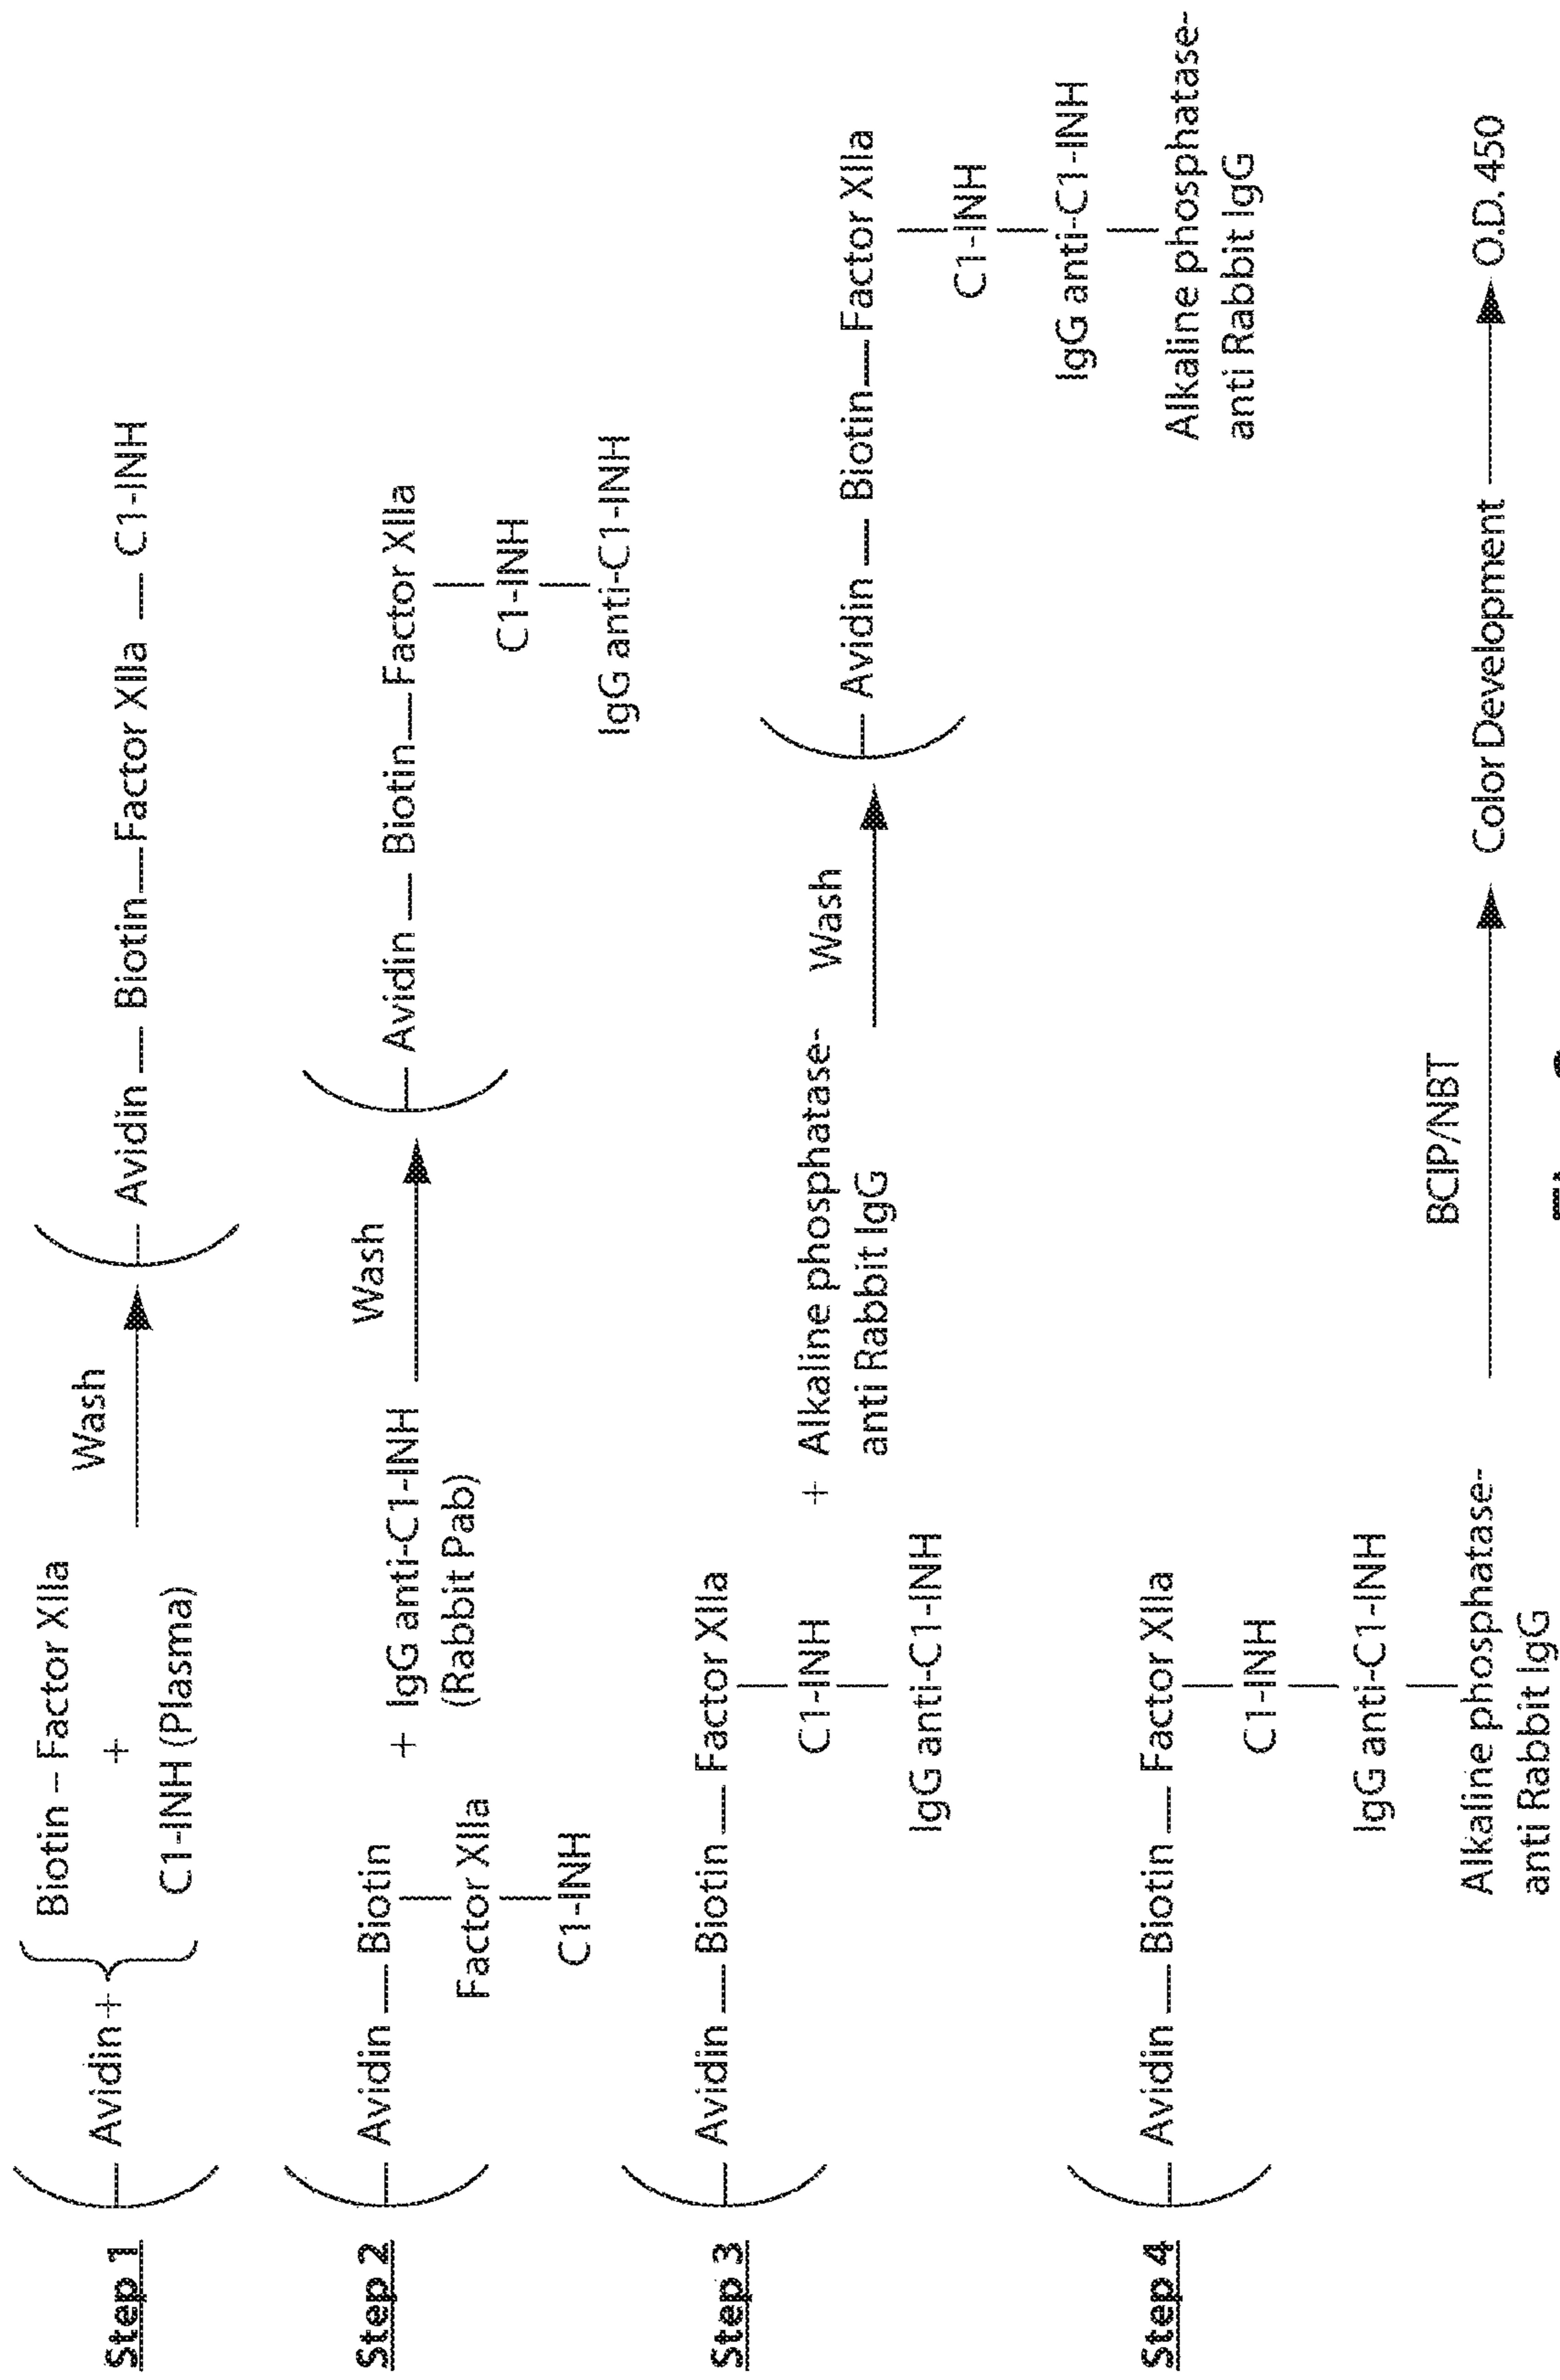 Step 1
Avidin +
Biotin – Factor XIIa
+
C1-INH (Plasma)
Wash
Avidin — Biotin—Factor XIIa — C1-INH
Step 2
Avidin — Biotin
Factor XIIa
C1-INH
+ IgG anti-C1-INH
(Rabbit Pab)
Wash
Avidin — Biotin—Factor XIIa
C1-INH
IgG anti-C1-INH
Step 3
Avidin — Biotin — Factor XIIa
C1-INH
IgG anti-C1-INH
+ Alkaline phosphatase-
anti Rabbit IgG
Wash
Avidin — Biotin—Factor XIIa
C1-INH
IgG anti-C1-INH
Alkaline phosphatase-
anti Rabbit IgG
Step 4
Avidin — Biotin — Factor XIIa
C1-INH
IgG anti-C1-INH
Alkaline phosphatase-
anti Rabbit IgG
BCIP/NBT
Color Development
O.D. 450